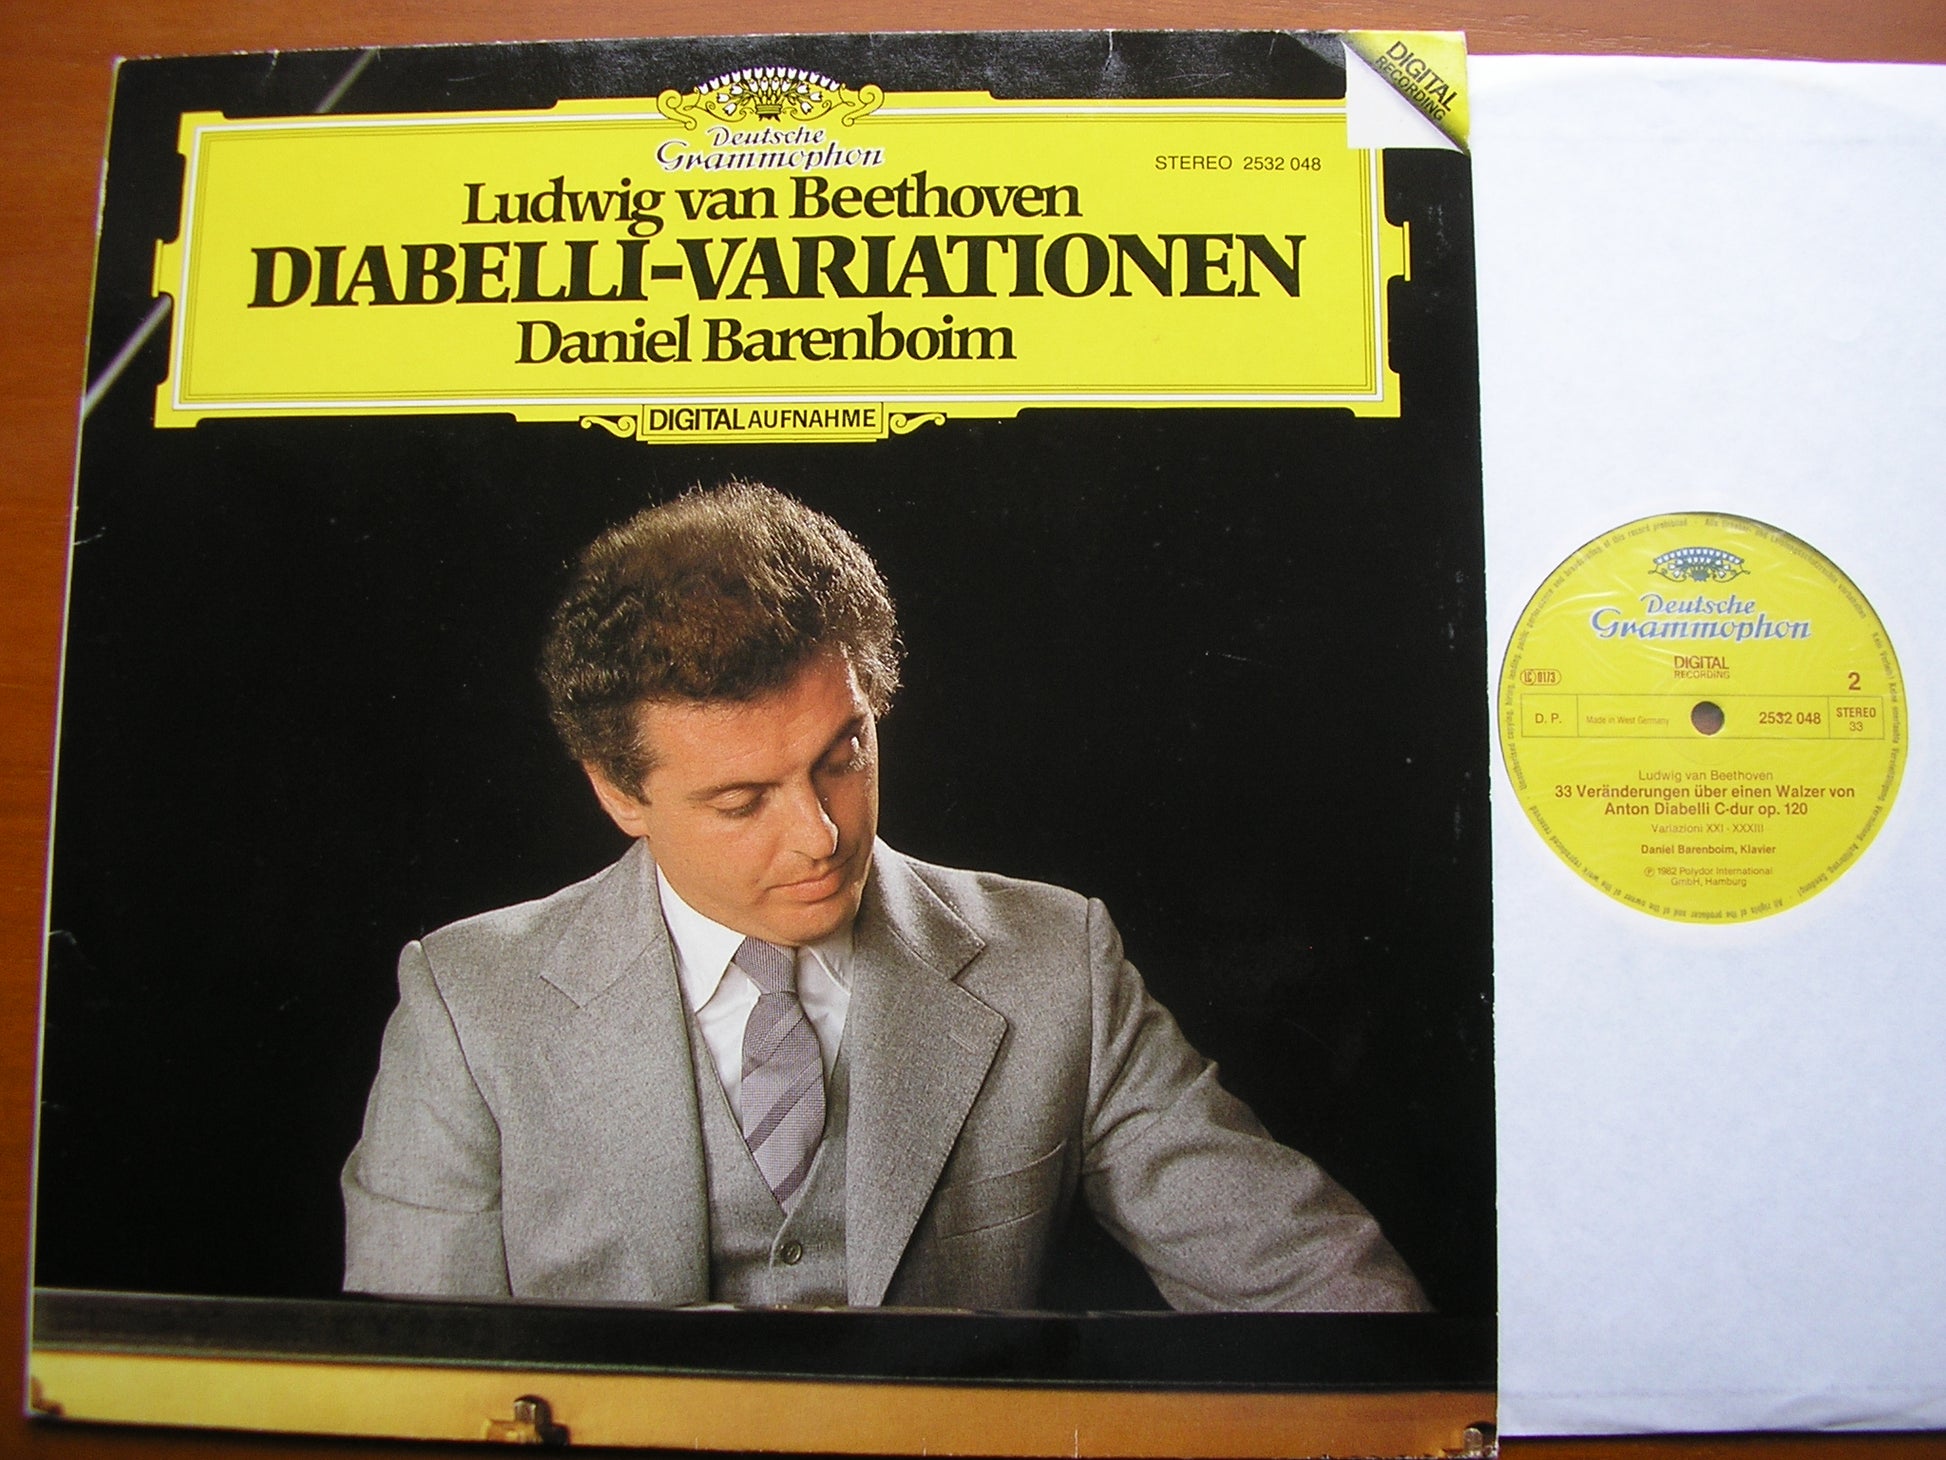 DIGITAL
RECORDING
Deutsche
Grammophon
STEREO 2532 048
Ludwig van Beethoven
DIABELLI-VARIATIONEN
Daniel Barenboim
DIGITAL AUFNAHME
Deutsche
Grammophon
DIGITAL
RECORDING
LC 0173
2
D. P.
Made in West Germany
2532 048
STEREO
33
Ludwig van Beethoven
33 Veränderungen über einen Walzer von
Anton Diabelli C-dur op. 120
Variazioni XXI - XXXIII
Daniel Barenboim, Klavier
℗ 1982 Polydor International
GmbH, Hamburg